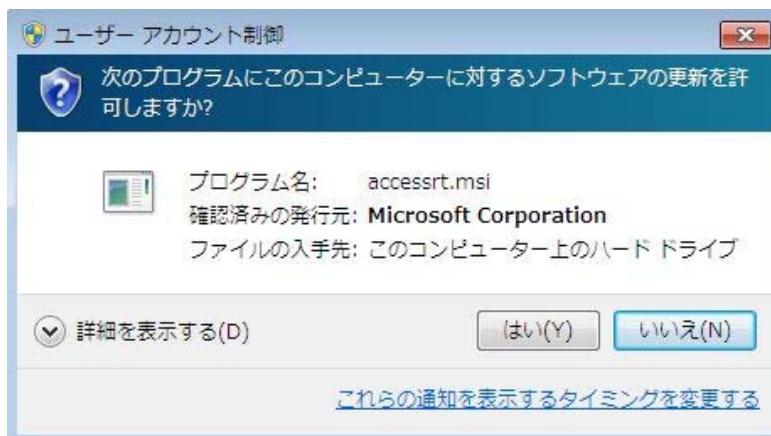 ユーザー アカウント制御
次のプログラムにこのコンピューターに対するソフトウェアの更新を許
可しますか?
プログラム名: accessrt.msi
確認済みの発行元: Microsoft Corporation
ファイルの入手先: このコンピューター上のハード ドライブ
詳細を表示する(D) はい(Y) いいえ(N)
これらの通知を表示するタイミングを変更する